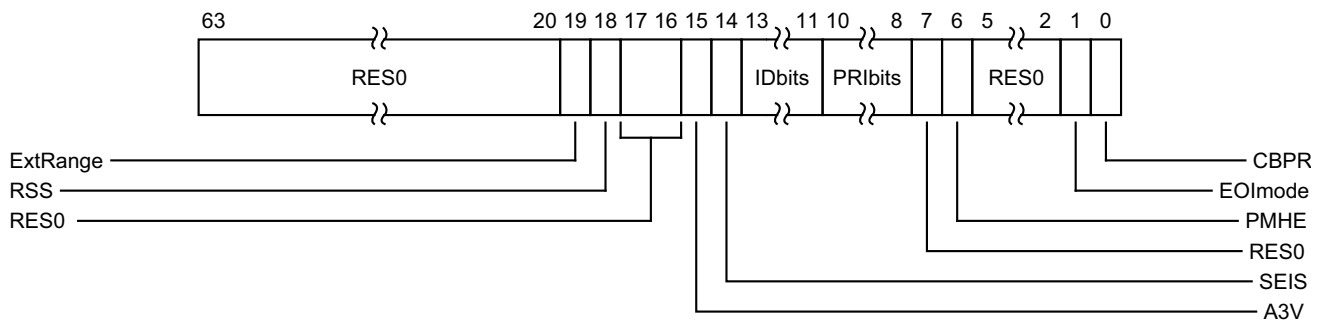 63 20 19 18 17 16 15 14 13 11 10 8 7 6 5 2 1 0
RES0 IDbits PRIbits RES0
ExtRange CBPR
RSS EOImode
RES0 PMHE
RES0
SEIS
A3V